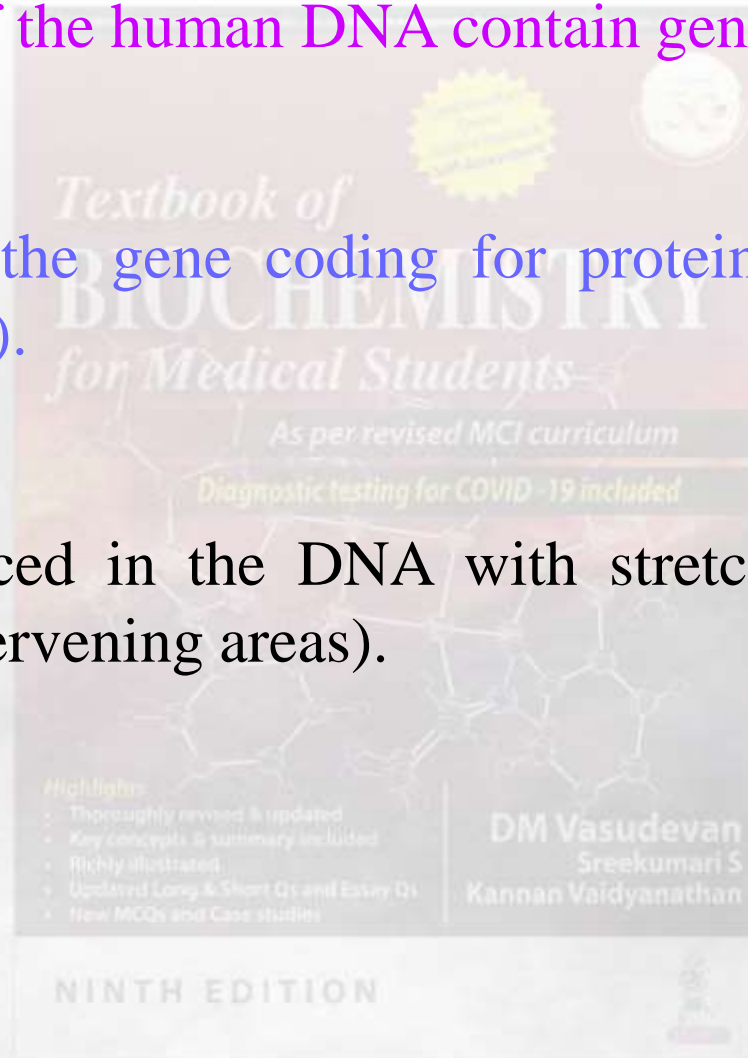 f the human DNA contain gen
Textbook of
the gene coding for protein
BIOCHEMISTRY
).
for Medical Students
As per revised MCI curriculum
Diagnostic testing for COVID-19 included
ced in the DNA with stretc
ervening areas).
Highlights
• Thoroughly revised & updated
• Key concepts & summary included
• Richly illustrated
• Updated Long & Short Qs and Essay Qs
• New MCQs and Case studies
DM Vasudevan
Sreekumari S
Kannan Vaidyanathan
NINTH EDITION